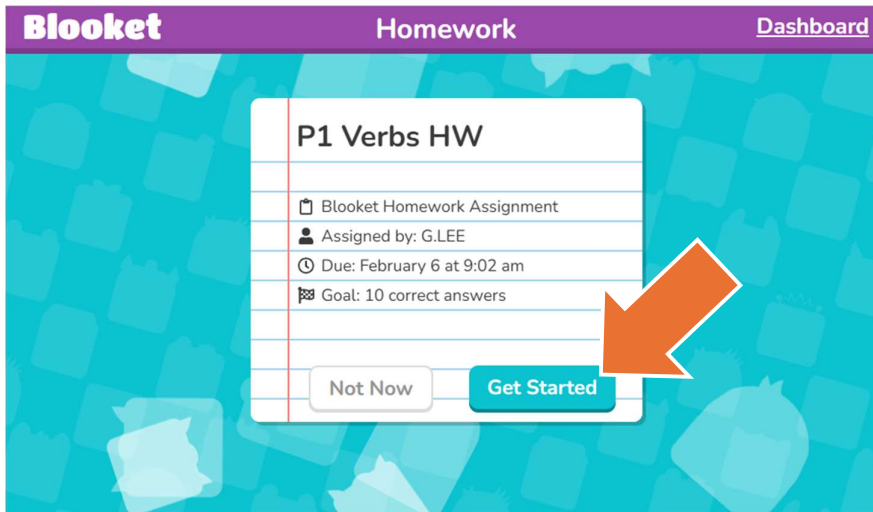 Blooket
Homework
Dashboard
P1 Verbs HW
Blooket Homework Assignment
Assigned by: G.LEE
Due: February 6 at 9:02 am
Goal: 10 correct answers
Not Now
Get Started